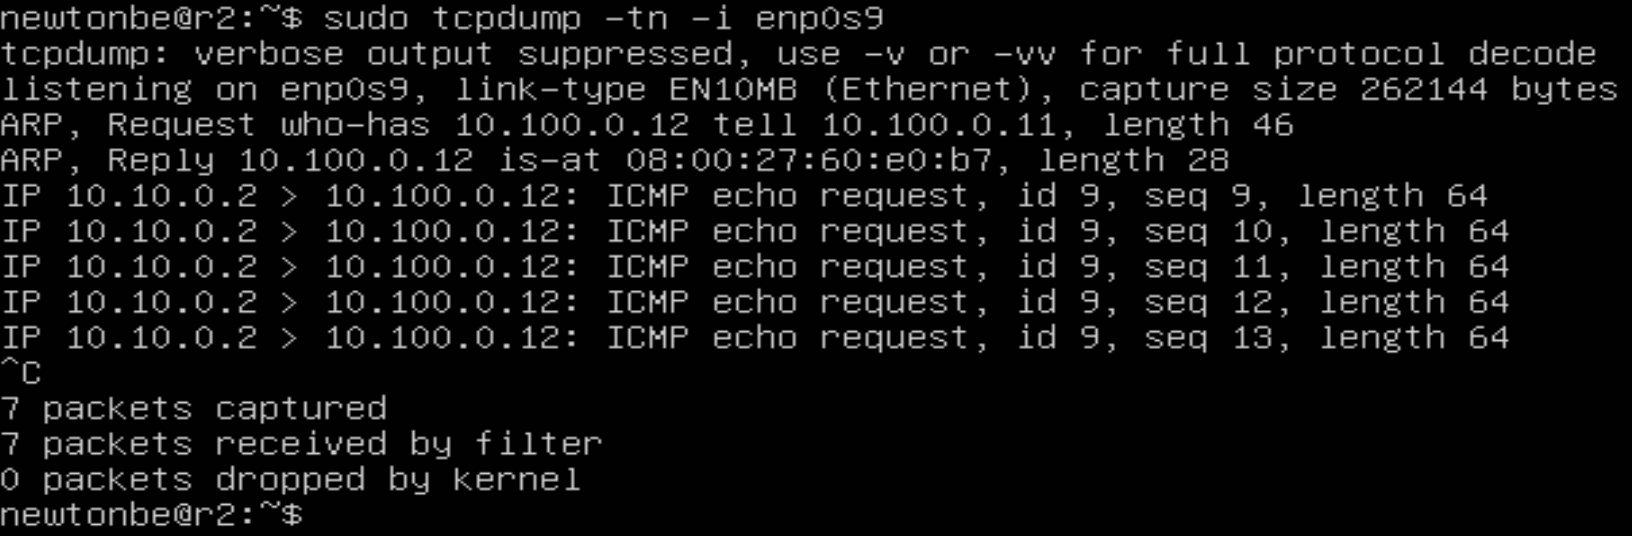 newtonbe@r2:~$ sudo tcpdump -tn -i enp0s9
tcpdump: verbose output suppressed, use -v or -vv for full protocol decode
listening on enp0s9, link-type EN10MB (Ethernet), capture size 262144 bytes
ARP, Request who-has 10.100.0.12 tell 10.100.0.11, length 46
ARP, Reply 10.100.0.12 is-at 08:00:27:60:e0:b7, length 28
IP 10.10.0.2 > 10.100.0.12: ICMP echo request, id 9, seq 9, length 64
IP 10.10.0.2 > 10.100.0.12: ICMP echo request, id 9, seq 10, length 64
IP 10.10.0.2 > 10.100.0.12: ICMP echo request, id 9, seq 11, length 64
IP 10.10.0.2 > 10.100.0.12: ICMP echo request, id 9, seq 12, length 64
IP 10.10.0.2 > 10.100.0.12: ICMP echo request, id 9, seq 13, length 64
^C
7 packets captured
7 packets received by filter
0 packets dropped by kernel
newtonbe@r2:~$